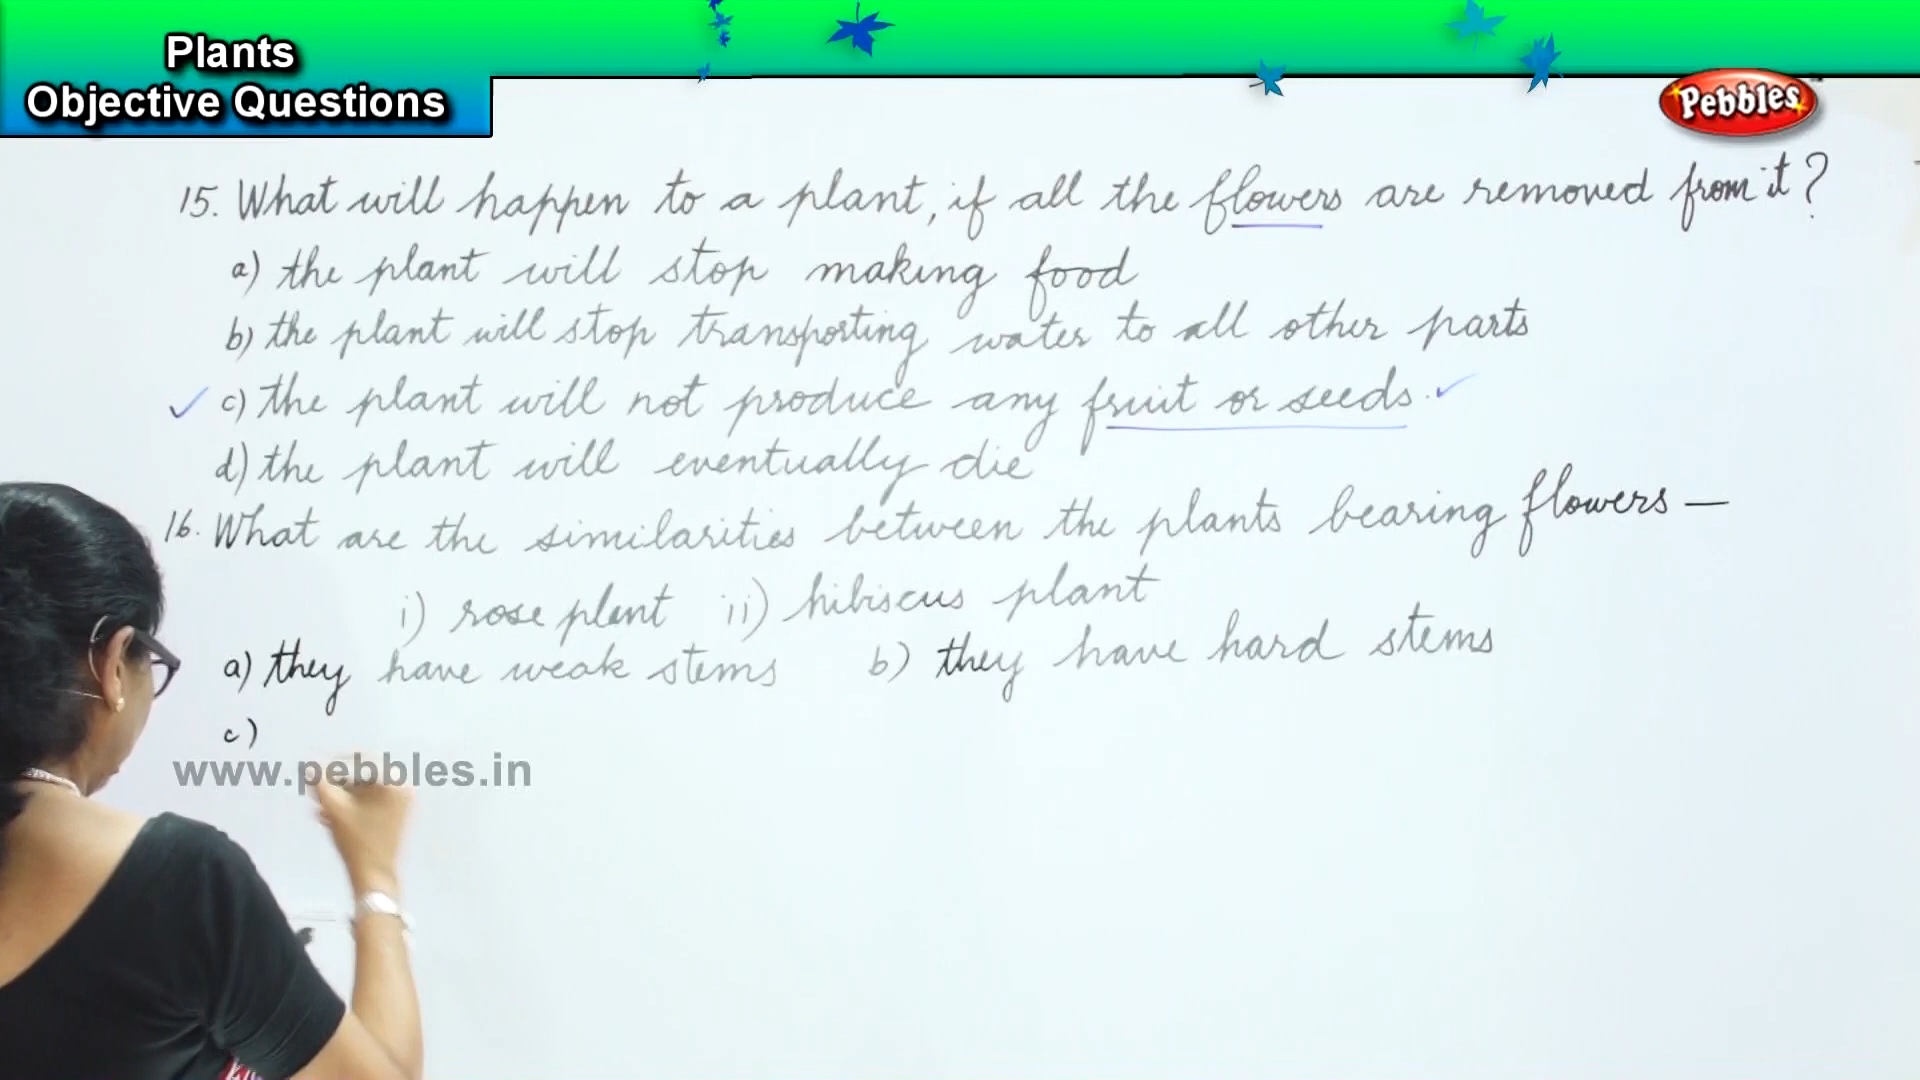 Plants
Objective Questions
Pebbles
15. What will happen to a plant, if all the flowers are removed from it?
a) the plant will stop making food
b) the plant will stop transporting water to all other parts
c) the plant will not produce any fruit or seeds.
d) the plant will eventually die
16. What are the similarities between the plants bearing flowers —
i) rose plant ii) hibiscus plant
a) they have weak stems b) they have hard stems
c)
www.pebbles.in